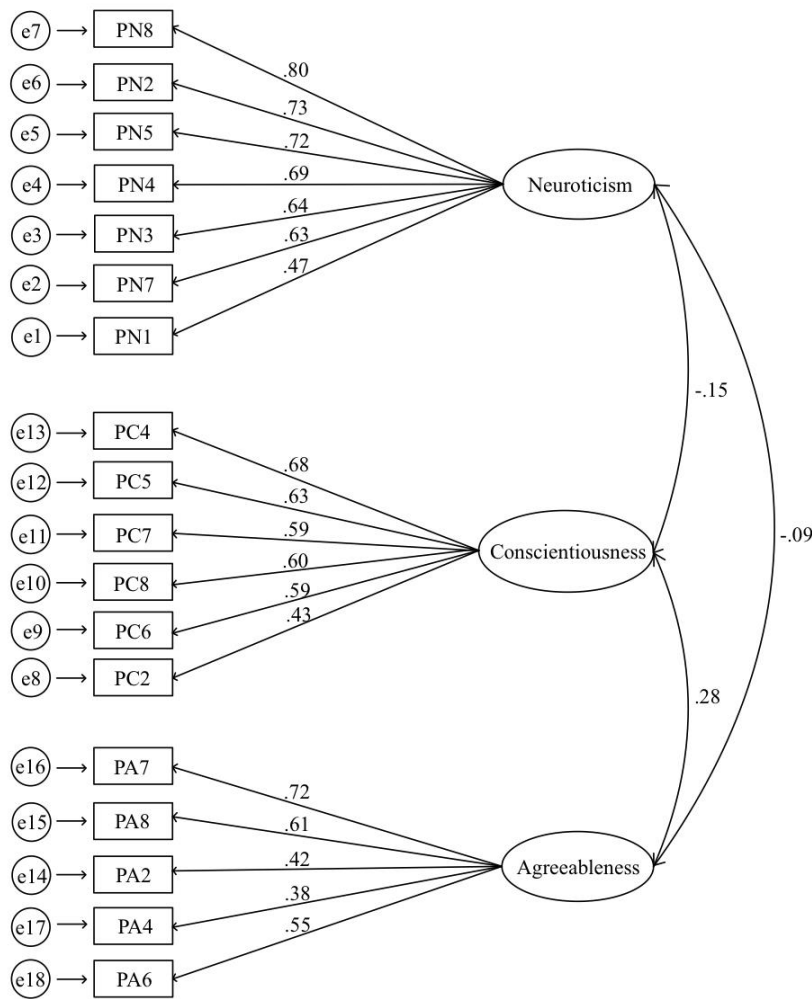 e7 PN8
.80
e6 PN2
.73
e5 PN5
.72
e4 PN4 .69 Neuroticism
e3 PN3 .64
.63
e2 PN7
.47
e1 PN1
-.15
e13 PC4
.68
e12 PC5
.63
e11 PC7 .59
-.09
Conscientiousness
.60
e10 PC8
.59
.43
e9 PC6
e8 PC2
.28
e16 PA7
.72
e15 PA8 .61
.42
e14 PA2 Agreeableness
.38
e17 PA4 .55
e18 PA6